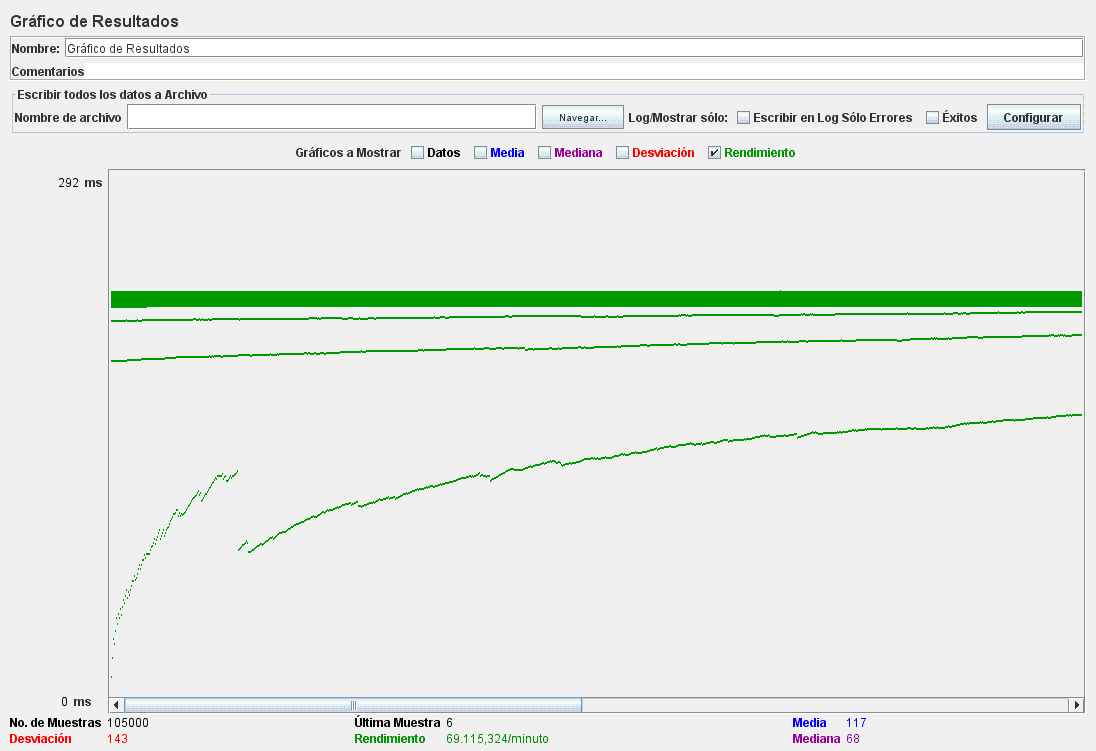 Gráfico de Resultados
Nombre: Gráfico de Resultados
Comentarios
Escribir todos los datos a Archivo
Nombre de archivo Navegar... Log/Mostrar sólo: Escribir en Log Sólo Errores Éxitos Configurar
Gráficos a Mostrar Datos Media Mediana Desviación Rendimiento
292 ms
0 ms
No. de Muestras 105000 Última Muestra 6 Media 117
Desviación 143 Rendimiento 69.115,324/minuto Mediana 68